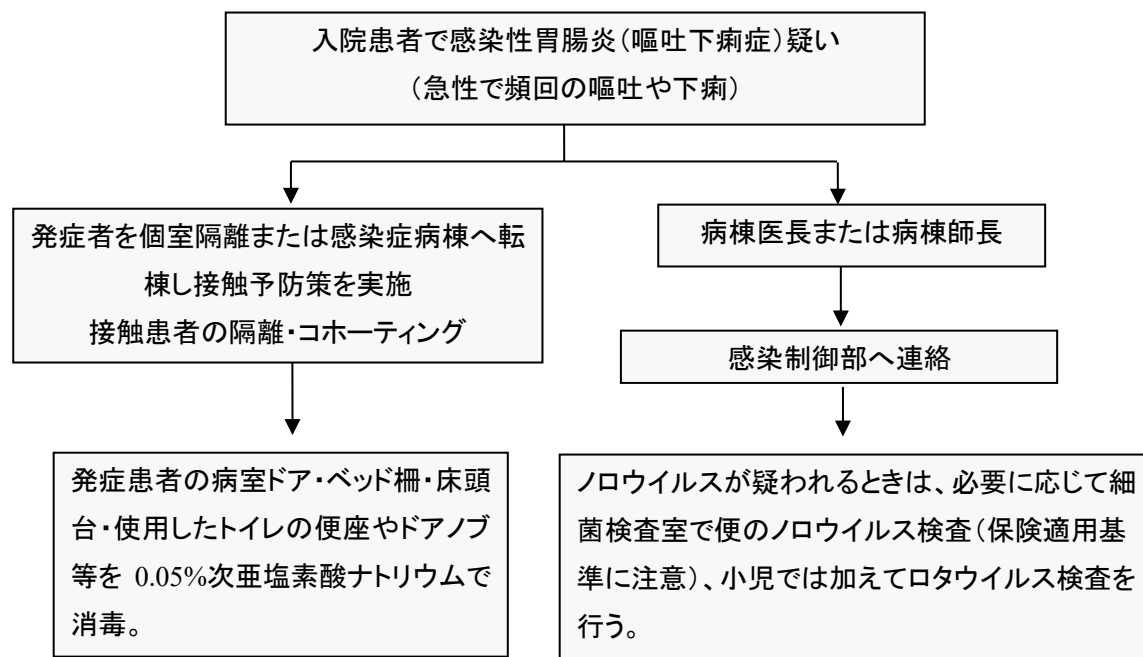 入院患者で感染性胃腸炎(嘔吐下痢症)疑い
(急性で頻回の嘔吐や下痢)
発症者を個室隔離または感染症病棟へ転
棟し接触予防策を実施
接触患者の隔離・コホーティング
病棟医長または病棟師長
感染制御部へ連絡
発症患者の病室ドア・ベッド柵・床頭
台・使用したトイレの便座やドアノブ
等を 0.05%次亜塩素酸ナトリウムで
消毒。
ノロウイルスが疑われるときは、必要に応じて細
菌検査室で便のノロウイルス検査(保険適用基
準に注意)、小児では加えてロタウイルス検査を
行う。